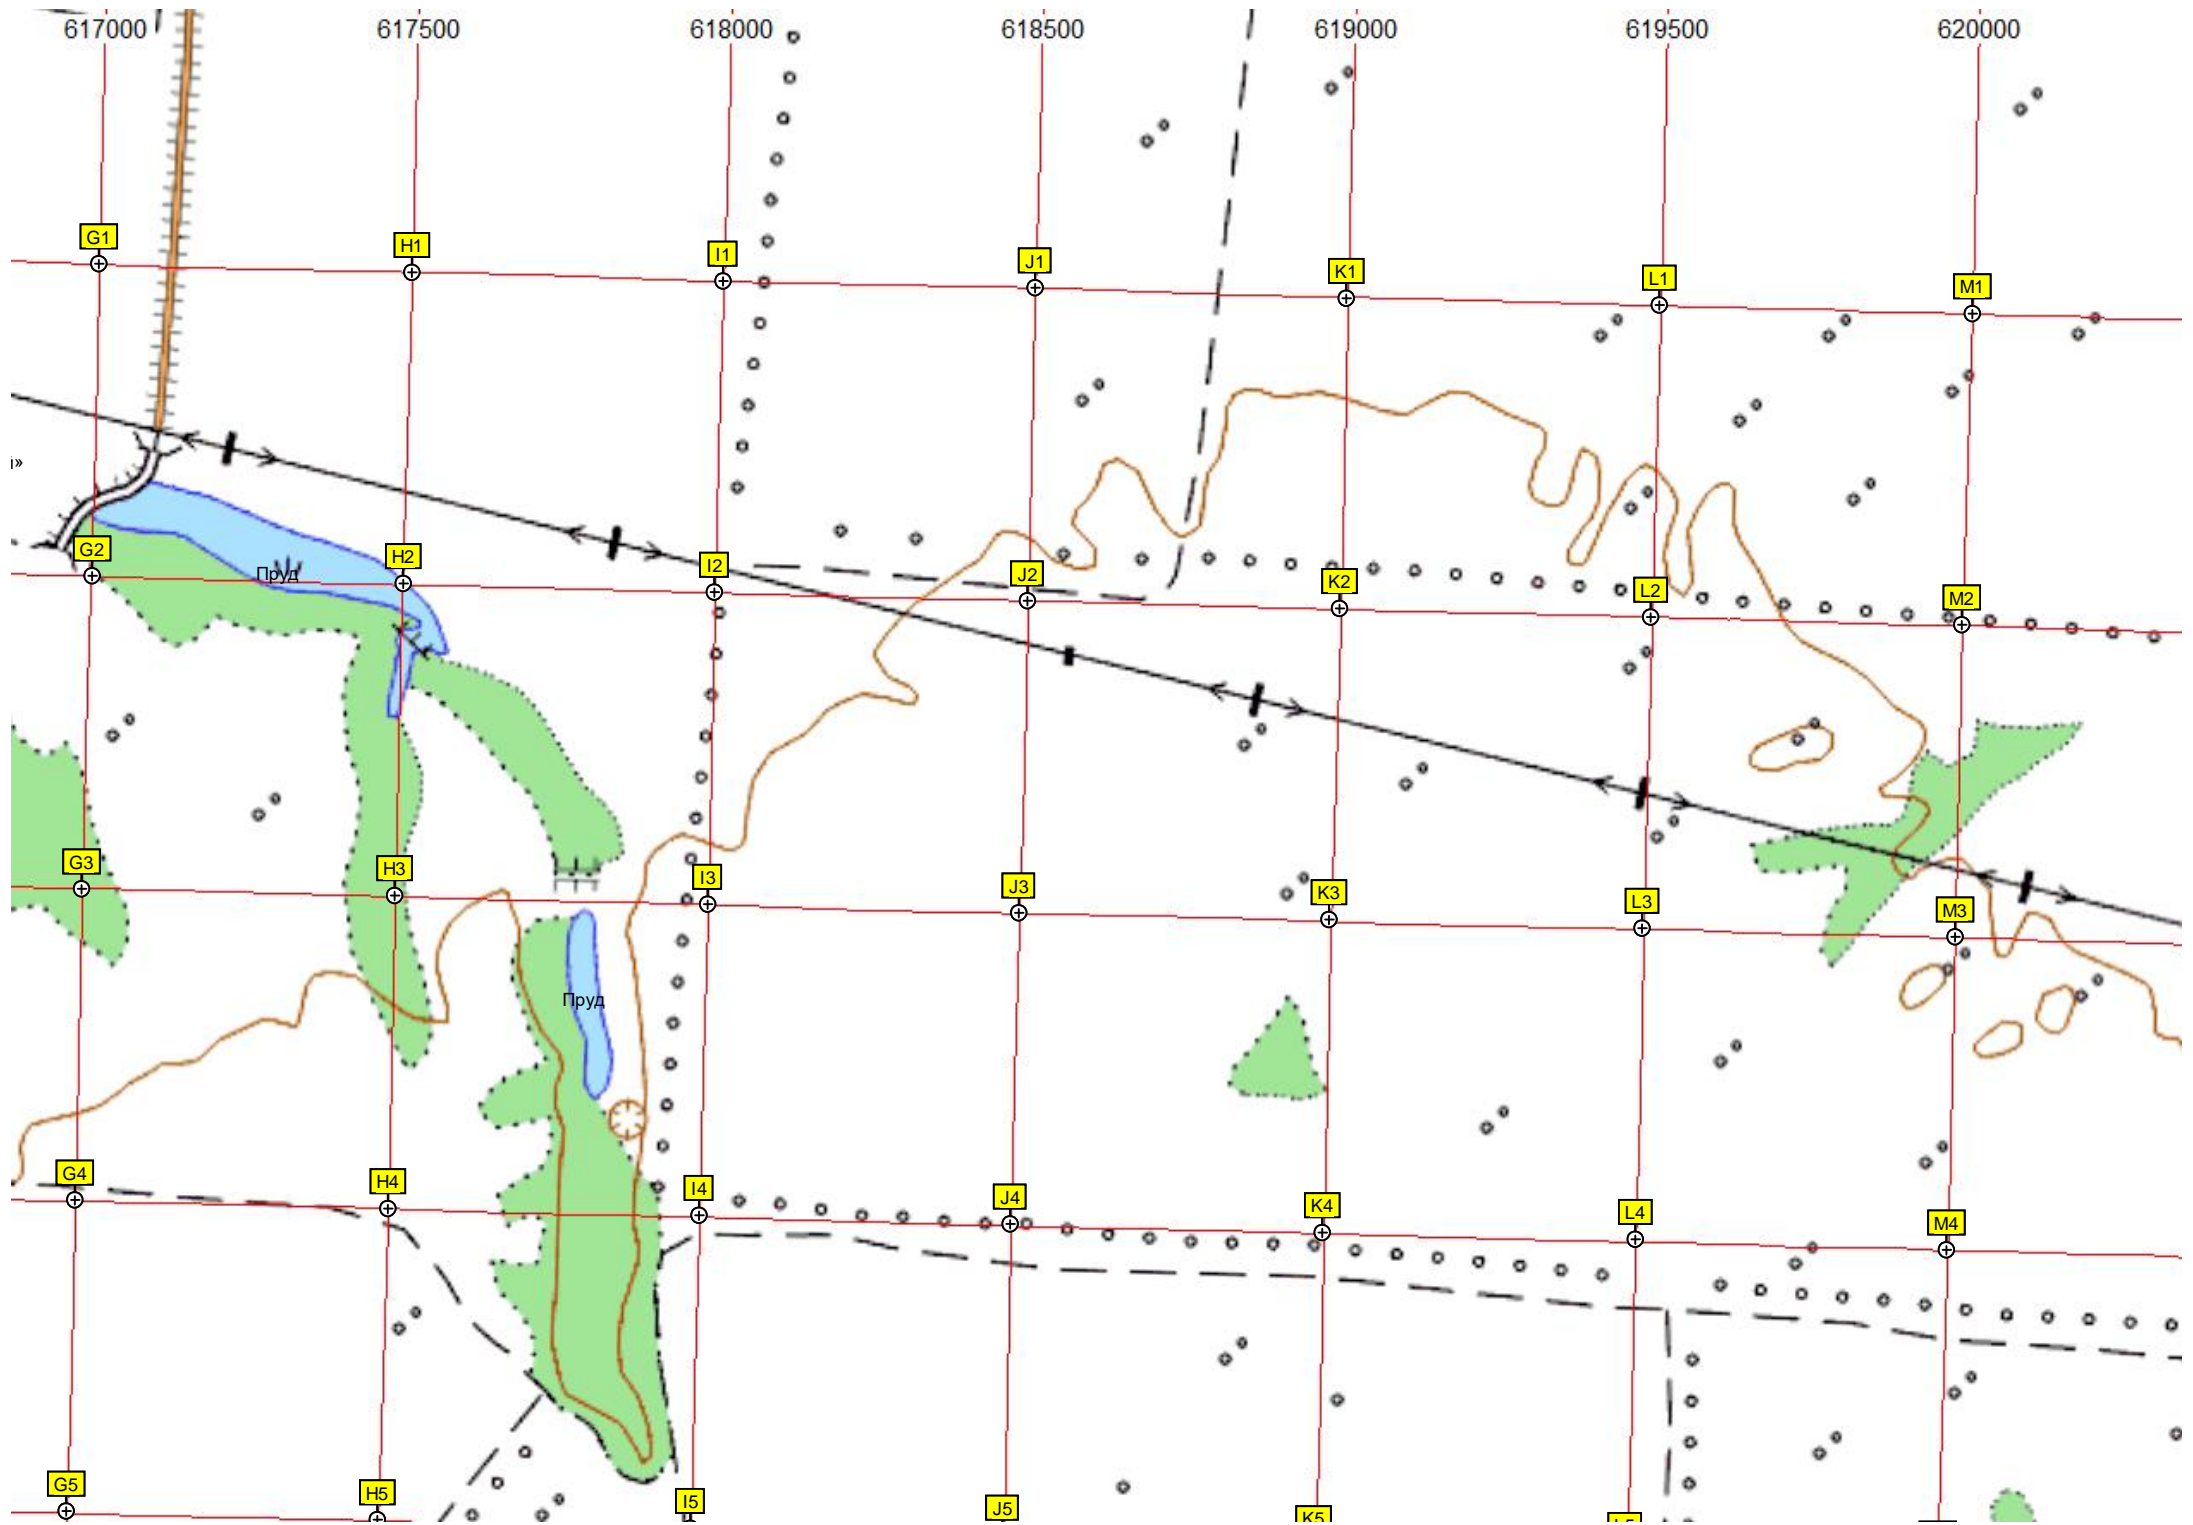 617000 617500 618000 618500 619000 619500 620000
G1 H1 I1 J1 K1 L1 M1
й»
G2 H2 I2 J2 K2 L2 M2
Пруд
G3 H3 I3 J3 K3 L3 M3
Пруд
G4 H4 I4 J4 K4 L4 M4
G5 H5 I5 J5 K5 L5